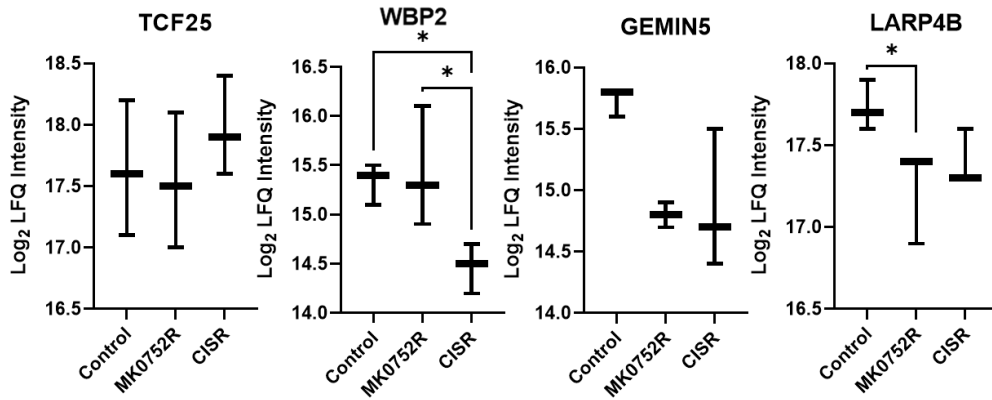 TCF25
Log₂ LFQ Intensity
18.5
18.0
17.5
17.0
16.5
Control
MK0752R
CISR
WBP2
*
*
Log₂ LFQ Intensity
16.5
16.0
15.5
15.0
14.5
14.0
Control
MK0752R
CISR
GEMIN5
Log₂ LFQ Intensity
16.0
15.5
15.0
14.5
14.0
Control
MK0752R
CISR
LARP4B
*
Log₂ LFQ Intensity
18.0
17.5
17.0
16.5
Control
MK0752R
CISR